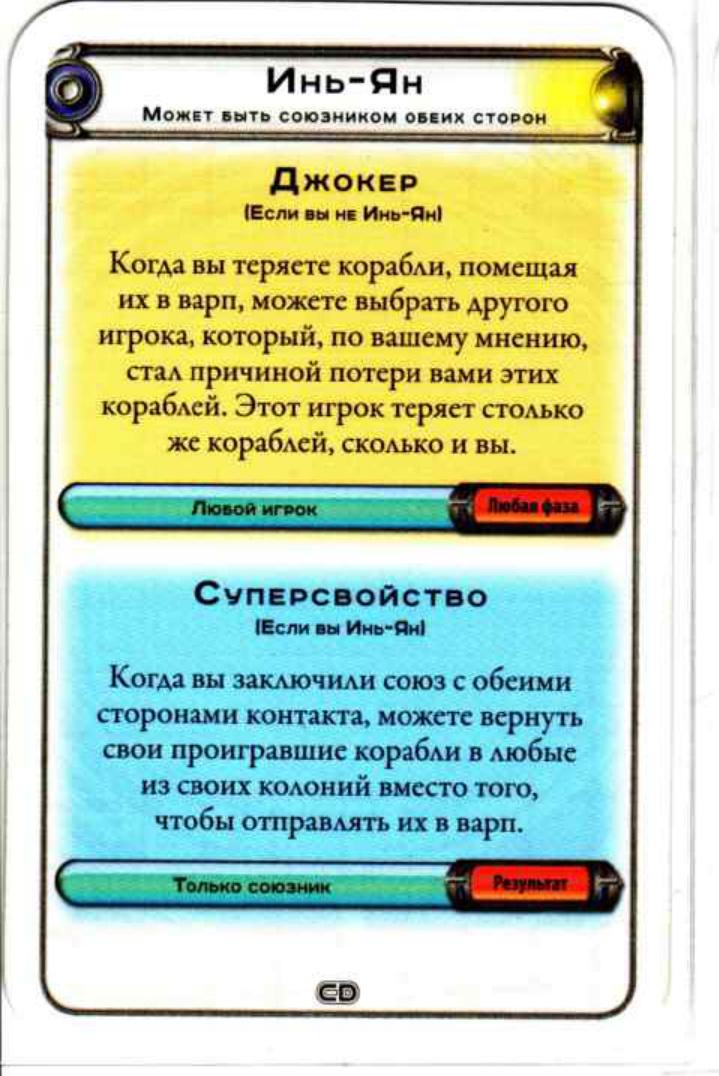 Инь-Ян
Может быть союзником обеих сторон
Джокер
(Если вы не Инь-Ян)
Когда вы теряете корабли, помещая
их в варп, можете выбрать другого
игрока, который, по вашему мнению,
стал причиной потери вами этих
кораблей. Этот игрок теряет столько
же кораблей, сколько и вы.
Любой игрок
Любая фаза
Суперсвойство
(Если вы Инь-Ян)
Когда вы заключили союз с обеими
сторонами контакта, можете вернуть
свои проигравшие корабли в любые
из своих колоний вместо того,
чтобы отправлять их в варп.
Только союзник
Результат
CD